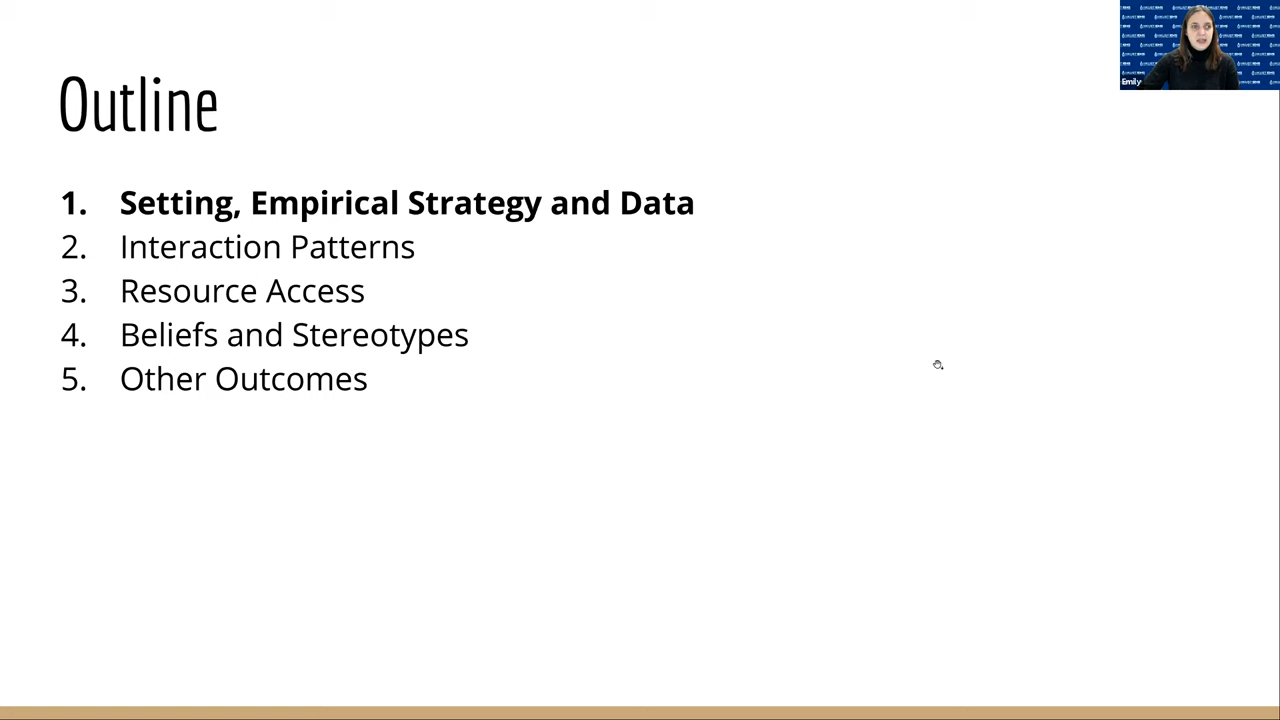 Outline
1. Setting, Empirical Strategy and Data
2. Interaction Patterns
3. Resource Access
4. Beliefs and Stereotypes
5. Other Outcomes
Emily